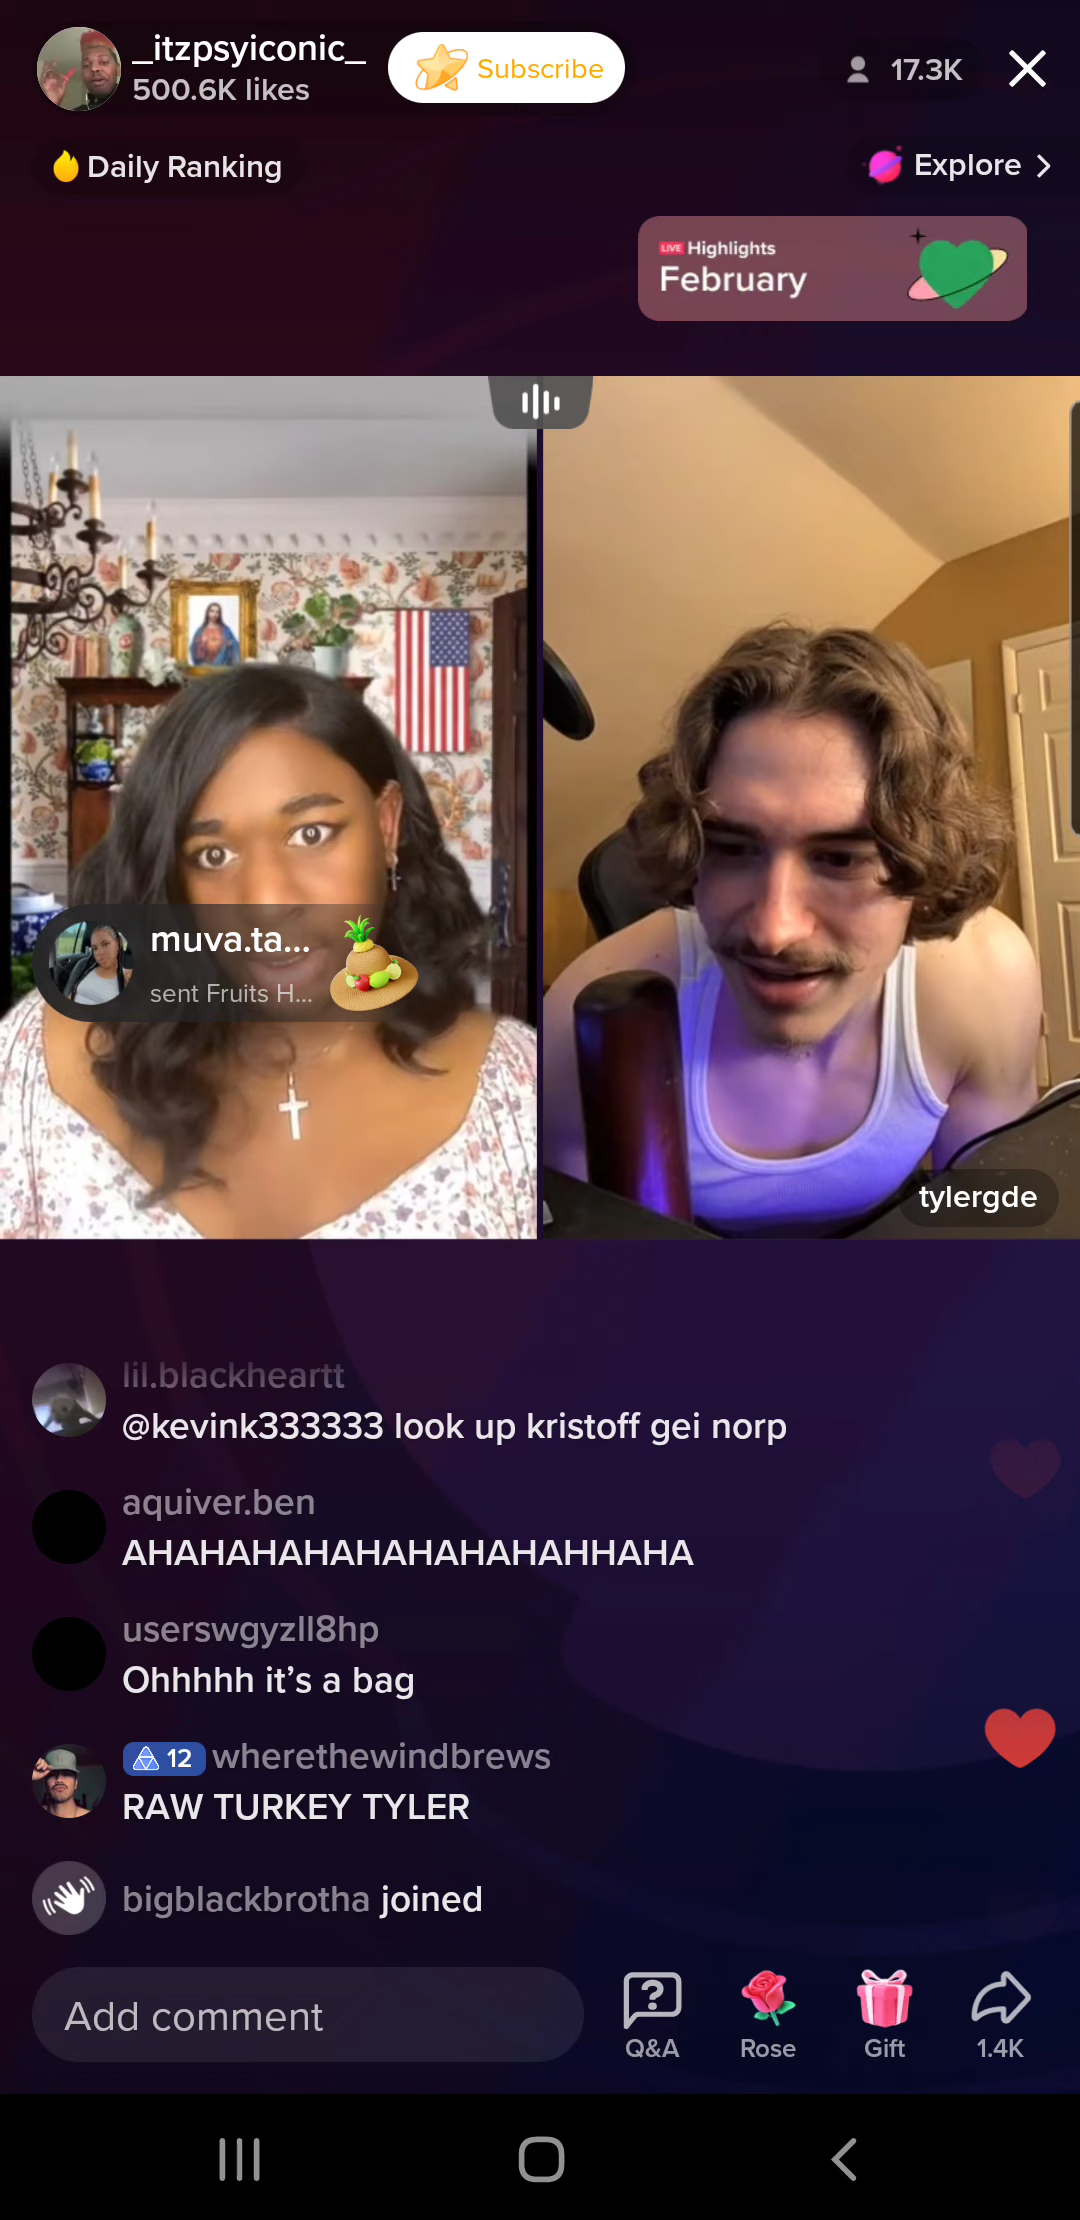 _itzpsyiconic_
500.6K likes
Subscribe
17.3K
Daily Ranking
Explore
LIVE Highlights
February
muva.ta...
sent Fruits H...
tylergde
lil.blackheartt
@kevink333333 look up kristoff gei norp
aquiver.ben
AHAHAHAHAHAHAHAHAHHAHA
userswgyzll8hp
Ohhhhh it's a bag
12 wherethewindbrews
RAW TURKEY TYLER
bigblackbrotha joined
Add comment
Q&A
Rose
Gift
1.4K